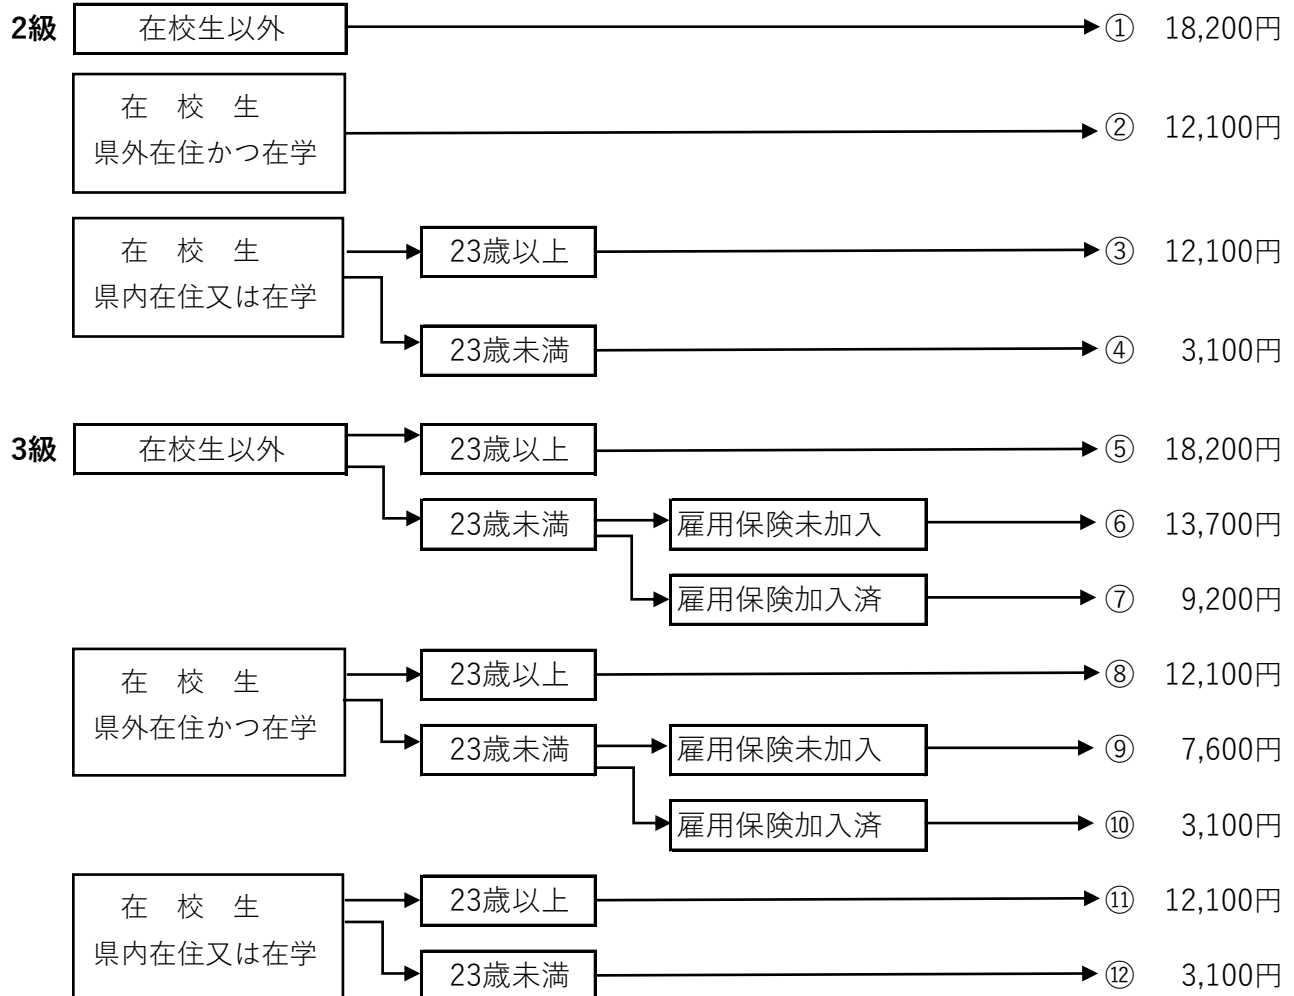 2級 在校生以外 ① 18,200円
在 校 生
県外在住かつ在学 ② 12,100円
在 校 生
県内在住又は在学
23歳以上 ③ 12,100円
23歳未満 ④ 3,100円
3級 在校生以外 23歳以上 ⑤ 18,200円
23歳未満 雇用保険未加入 ⑥ 13,700円
雇用保険加入済 ⑦ 9,200円
在 校 生
県外在住かつ在学
23歳以上 ⑧ 12,100円
23歳未満 雇用保険未加入 ⑨ 7,600円
雇用保険加入済 ⑩ 3,100円
在 校 生
県内在住又は在学
23歳以上 ⑪ 12,100円
23歳未満 ⑫ 3,100円